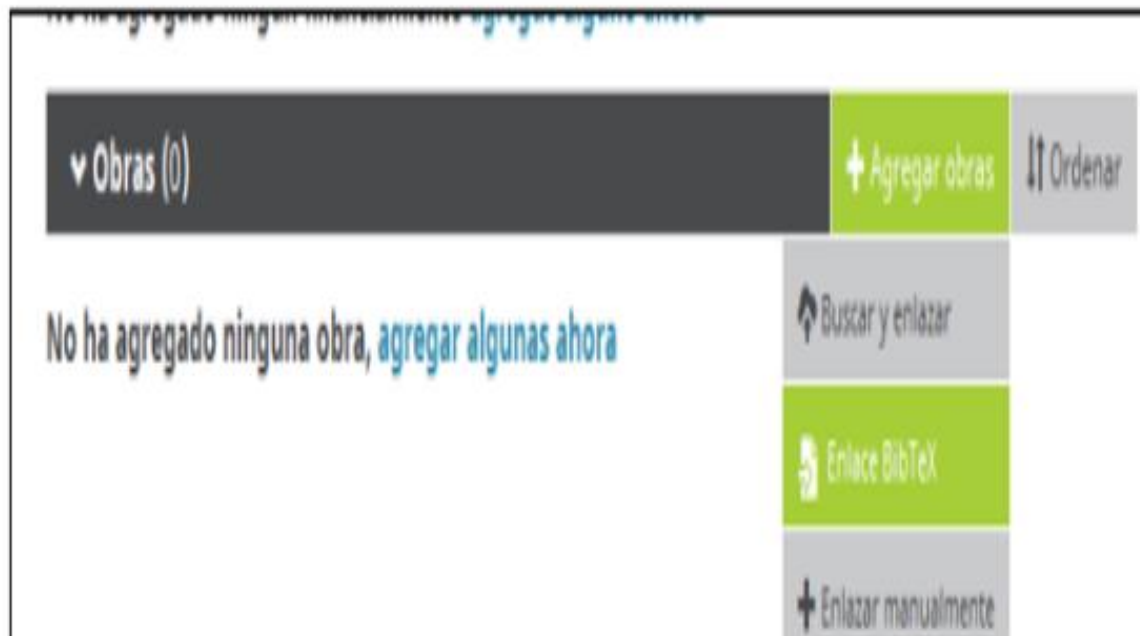 Obras (0)
Agregar obras
Ordenar
Buscar y enlazar
No ha agregado ninguna obra, agregar algunas ahora
Enlace BibTeX
Enlazar manualmente